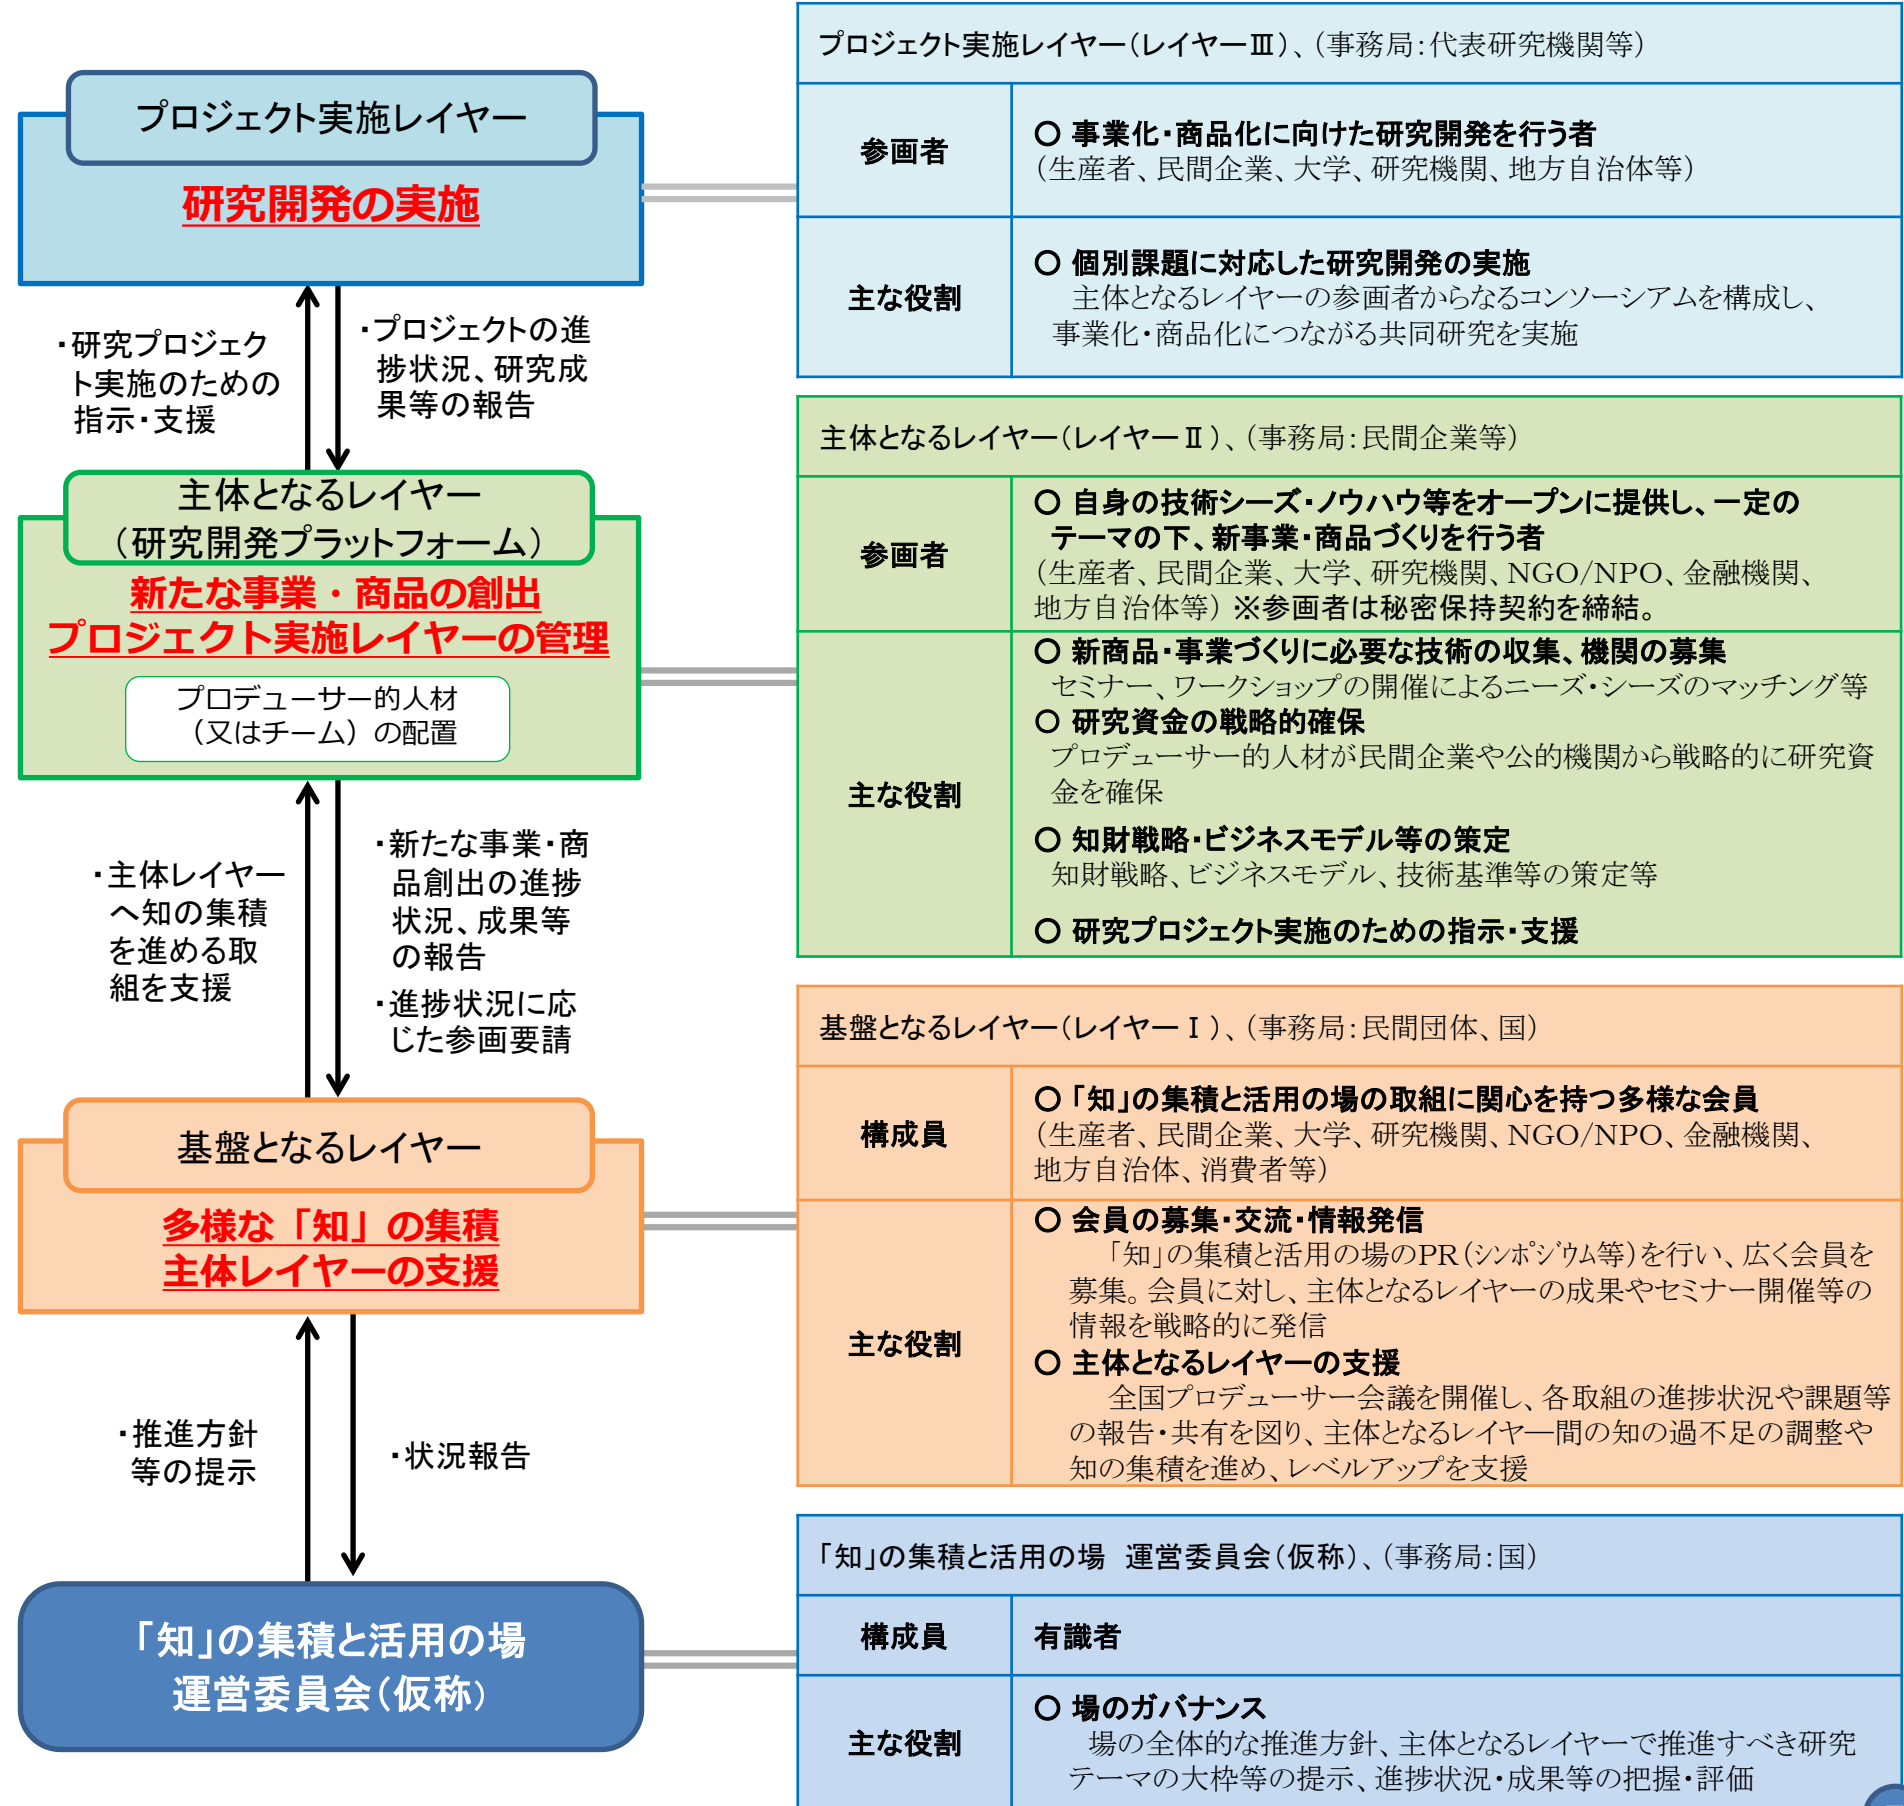 プロジェクト実施レイヤー
研究開発の実施
・研究プロジェク
ト実施のための
指示・支援
・プロジェクトの進
捗状況、研究成
果等の報告
主体となるレイヤー
（研究開発プラットフォーム）
新たな事業・商品の創出
プロジェクト実施レイヤーの管理
プロデューサー的人材
（又はチーム）の配置
・主体レイヤー
へ知の集積
を進める取
組を支援
・新たな事業・商
品創出の進捗
状況、成果等
の報告
・進捗状況に応
じた参画要請
基盤となるレイヤー
多様な「知」の集積
主体レイヤーの支援
・推進方針
等の提示
・状況報告
「知」の集積と活用の場
運営委員会（仮称）
プロジェクト実施レイヤー（レイヤーⅢ）、（事務局：代表研究機関等）
参画者
○ 事業化・商品化に向けた研究開発を行う者
（生産者、民間企業、大学、研究機関、地方自治体等）
主な役割
○ 個別課題に対応した研究開発の実施
主体となるレイヤーの参画者からなるコンソーシアムを構成し、
事業化・商品化につながる共同研究を実施
主体となるレイヤー（レイヤーⅡ）、（事務局：民間企業等）
参画者
○ 自身の技術シーズ・ノウハウ等をオープンに提供し、一定の
テーマの下、新事業・商品づくりを行う者
（生産者、民間企業、大学、研究機関、NGO/NPO、金融機関、
地方自治体等）※参画者は秘密保持契約を締結。
主な役割
○ 新商品・事業づくりに必要な技術の収集、機関の募集
セミナー、ワークショップの開催によるニーズ・シーズのマッチング等
○ 研究資金の戦略的確保
プロデューサー的人材が民間企業や公的機関から戦略的に研究資
金を確保
○ 知財戦略・ビジネスモデル等の策定
知財戦略、ビジネスモデル、技術基準等の策定等
○ 研究プロジェクト実施のための指示・支援
基盤となるレイヤー（レイヤーⅠ）、（事務局：民間団体、国）
構成員
○「知」の集積と活用の場の取組に関心を持つ多様な会員
（生産者、民間企業、大学、研究機関、NGO/NPO、金融機関、
地方自治体、消費者等）
主な役割
○ 会員の募集・交流・情報発信
「知」の集積と活用の場のPR（ｼﾝﾎﾟｼﾞｳﾑ等）を行い、広く会員を
募集。会員に対し、主体となるレイヤーの成果やセミナー開催等の
情報を戦略的に発信
○ 主体となるレイヤーの支援
全国プロデューサー会議を開催し、各取組の進捗状況や課題等
の報告・共有を図り、主体となるレイヤ―間の知の過不足の調整や
知の集積を進め、レベルアップを支援
「知」の集積と活用の場　運営委員会（仮称）、（事務局：国）
構成員
有識者
主な役割
○ 場のガバナンス
場の全体的な推進方針、主体となるレイヤーで推進すべき研究
テーマの大枠等の提示、進捗状況・成果等の把握・評価